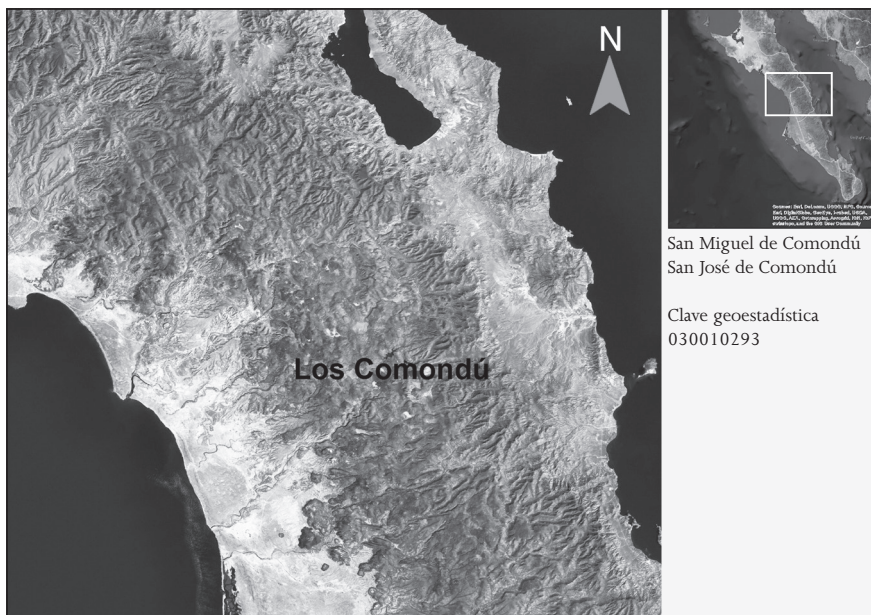 N
Los Comondú
San Miguel de Comondú
San José de Comondú
Clave geoestadística
030010293